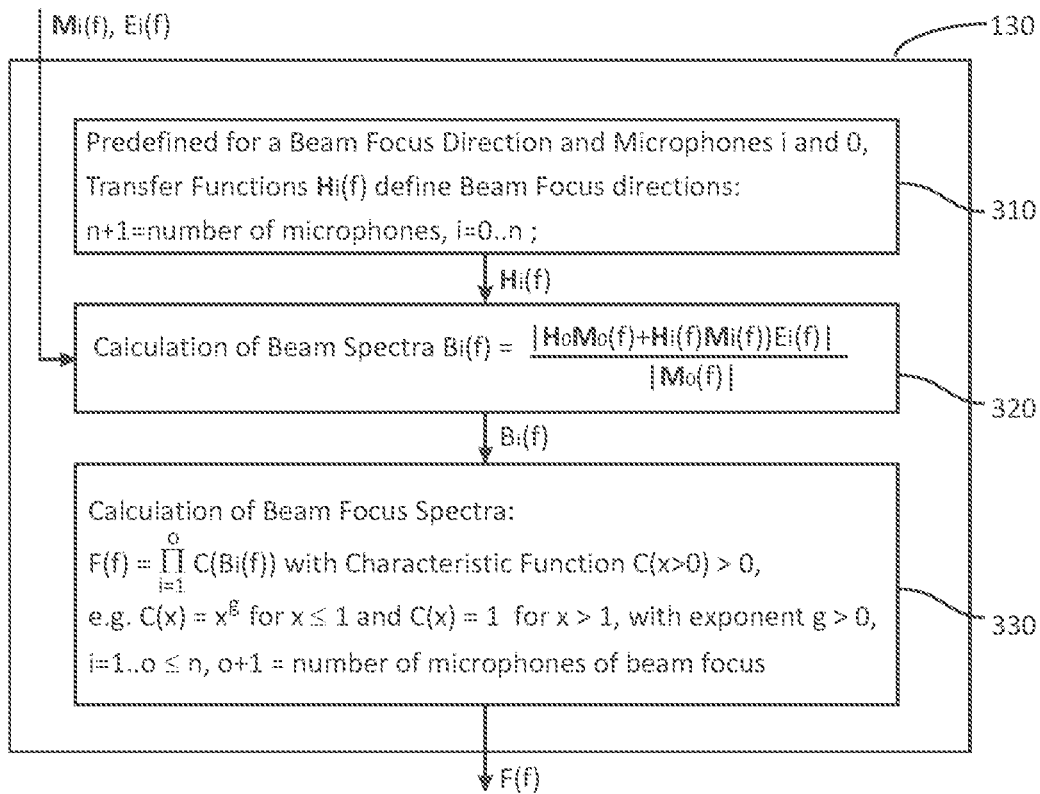 Mi(f), Ei(f)
130
Predefined for a Beam Focus Direction and Microphones i and 0,
Transfer Functions Hi(f) define Beam Focus directions:
n+1=number of microphones, i=0..n ;
310
Hi(f)
Calculation of Beam Spectra Bi(f) = |H0M0(f)+Hi(f)Mi(f))Ei(f)|
|M0(f)|
320
Bi(f)
Calculation of Beam Focus Spectra:
o
F(f) = ∏ C(Bi(f)) with Characteristic Function C(x>0) > 0,
i=1
e.g. C(x) = x^g for x ≤ 1 and C(x) = 1 for x > 1, with exponent g > 0,
330
i=1..o ≤ n, o+1 = number of microphones of beam focus
F(f)